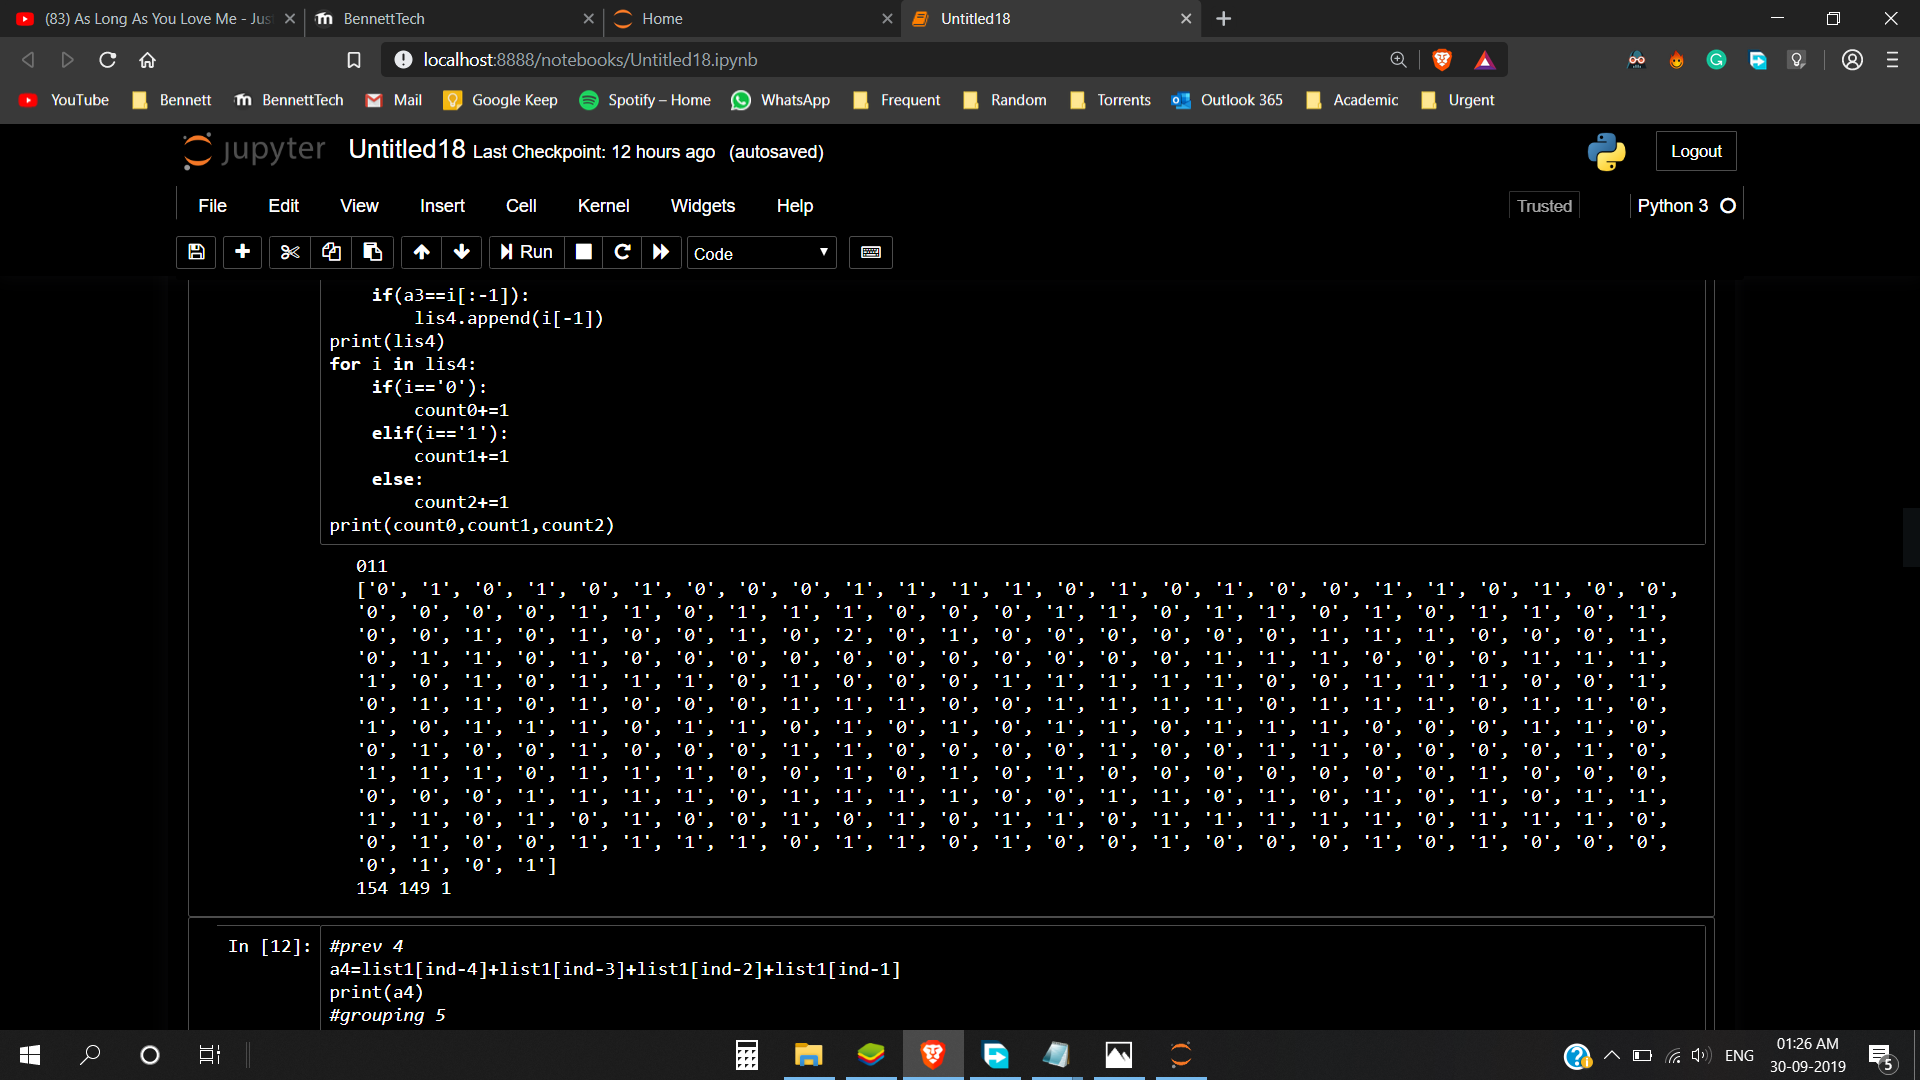 (83) As Long As You Love Me - Jus
BennettTech
Home
Untitled18
localhost:8888/notebooks/Untitled18.ipynb
YouTube
Bennett
BennettTech
Mail
Google Keep
Spotify – Home
WhatsApp
Frequent
Random
Torrents
Outlook 365
Academic
Urgent
jupyter
Untitled18 Last Checkpoint: 12 hours ago (autosaved)
Logout
File
Edit
View
Insert
Cell
Kernel
Widgets
Help
Trusted
Python 3
Run
Code
if(a3==i[:-1]):
lis4.append(i[-1])
print(lis4)
for i in lis4:
if(i=='0'):
count0+=1
elif(i=='1'):
count1+=1
else:
count2+=1
print(count0,count1,count2)
011
['0', '1', '0', '1', '0', '1', '0', '0', '0', '1', '1', '1', '1', '0', '1', '0', '1', '0', '0', '1', '1', '0', '1', '0', '0',
'0', '0', '0', '0', '1', '1', '0', '1', '1', '1', '0', '0', '0', '1', '1', '0', '1', '1', '0', '1', '0', '1', '1', '0', '1',
'0', '0', '1', '0', '1', '0', '0', '1', '0', '2', '0', '1', '0', '0', '0', '0', '0', '0', '1', '1', '1', '0', '0', '0', '1',
'0', '1', '1', '0', '1', '0', '0', '0', '0', '0', '0', '0', '0', '0', '0', '0', '1', '1', '1', '0', '0', '0', '1', '1', '1',
'1', '0', '1', '0', '1', '1', '1', '0', '1', '0', '0', '0', '1', '1', '1', '1', '1', '0', '0', '1', '1', '1', '0', '0', '1',
'0', '1', '1', '0', '1', '0', '0', '0', '1', '1', '1', '0', '0', '1', '1', '1', '1', '0', '1', '1', '1', '0', '1', '1', '0',
'1', '0', '1', '1', '1', '0', '1', '1', '0', '1', '0', '1', '0', '1', '1', '0', '1', '1', '1', '0', '0', '0', '1', '1', '0',
'0', '1', '0', '0', '1', '0', '0', '0', '1', '1', '0', '0', '0', '0', '1', '0', '0', '1', '1', '0', '0', '0', '0', '1', '0',
'1', '1', '1', '0', '1', '1', '1', '0', '0', '1', '0', '1', '0', '1', '0', '0', '0', '0', '0', '0', '0', '1', '0', '0', '0',
'0', '0', '0', '1', '1', '1', '1', '0', '1', '1', '1', '1', '0', '0', '1', '1', '0', '1', '0', '1', '0', '1', '0', '1', '1',
'1', '1', '0', '1', '0', '1', '0', '0', '1', '0', '1', '0', '1', '1', '0', '1', '1', '1', '1', '1', '0', '1', '1', '1', '0',
'0', '1', '0', '0', '1', '1', '1', '1', '0', '1', '1', '0', '1', '0', '0', '1', '0', '0', '0', '1', '0', '1', '0', '0', '0',
'0', '1', '0', '1']
154 149 1
In [12]:
#prev 4
a4=list1[ind-4]+list1[ind-3]+list1[ind-2]+list1[ind-1]
print(a4)
#grouping 5
ENG
01:26 AM
30-09-2019
5